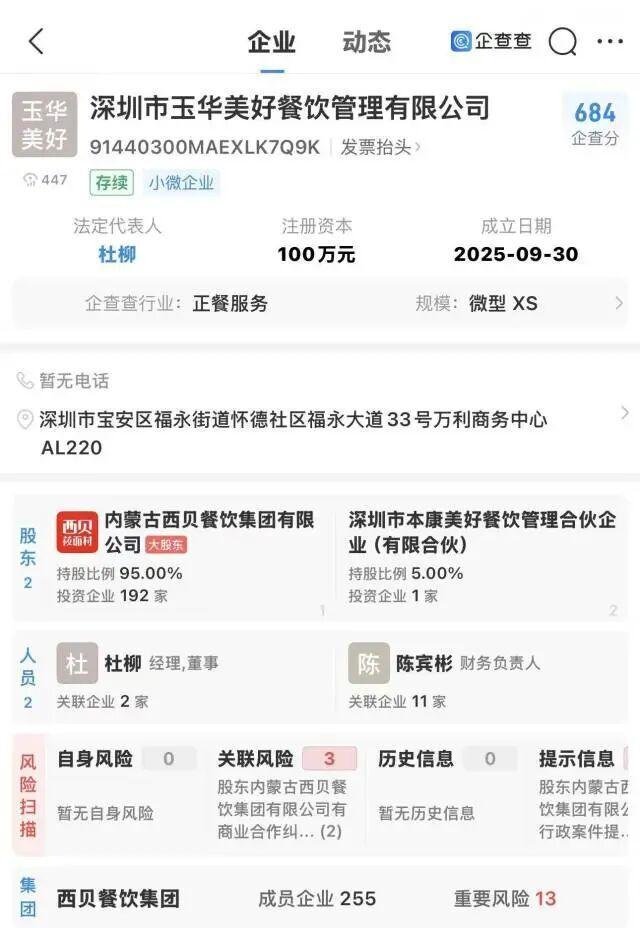 企业
动态
企查查
玉华
美好
深圳市玉华美好餐饮管理有限公司
684
企查分
91440300MAEXLK7Q9K
发票抬头
447
存续
小微企业
法定代表人
注册资本
成立日期
杜柳
100万元
2025-09-30
企查查行业：正餐服务
规模：微型 XS
暂无电话
深圳市宝安区福永街道怀德社区福永大道33号万利商务中心
AL220
股东
2
西贝
莜面村
内蒙古西贝餐饮集团有限
公司 大股东
持股比例 95.00%
投资企业 192 家
1
深圳市本康美好餐饮管理合伙企
业（有限合伙）
持股比例 5.00%
投资企业 1 家
2
人员
2
杜
杜柳 经理,董事
关联企业 2 家
陈
陈宾彬 财务负责人
关联企业 11 家
风险扫描
自身风险 0
暂无自身风险
关联风险 3
股东内蒙古西贝餐
饮集团有限公司有
商业合作纠... (2)
历史信息 0
暂无历史信息
提示信息
股东内蒙古西
饮集团有限
行政案件提...
集团
西贝餐饮集团
成员企业 255
重要风险 13